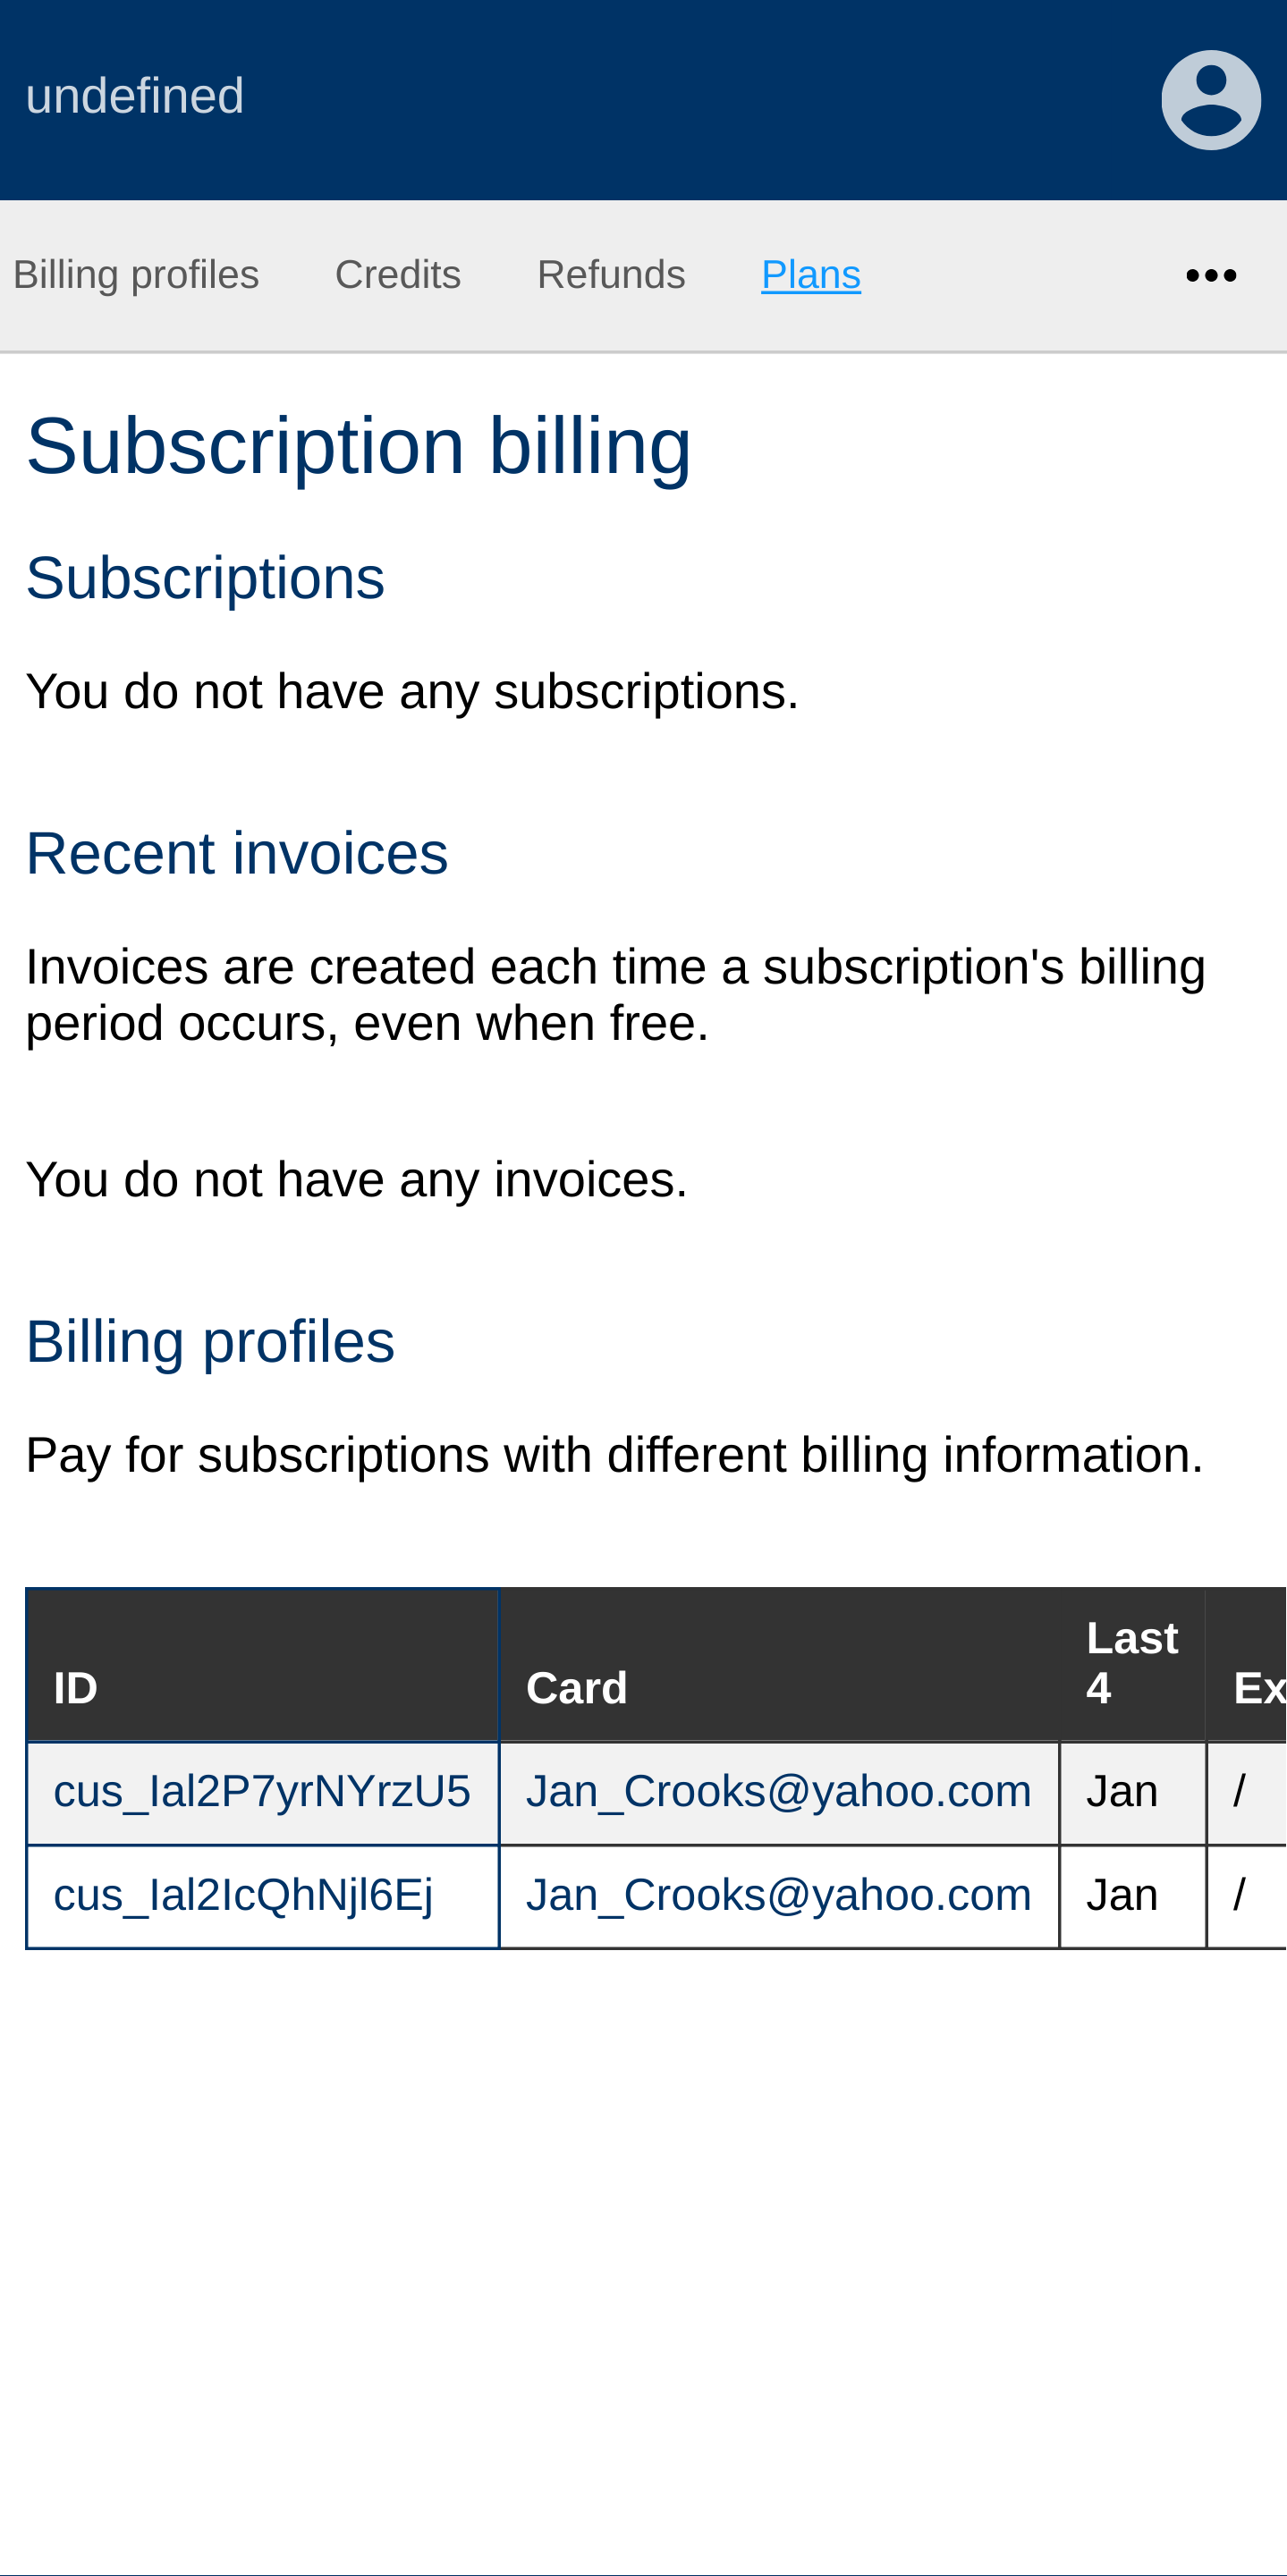 undefined
Billing profiles Credits Refunds Plans •••
Subscription billing
Subscriptions
You do not have any subscriptions.
Recent invoices
Invoices are created each time a subscription's billing
period occurs, even when free.
You do not have any invoices.
Billing profiles
Pay for subscriptions with different billing information.
ID Card Last 4 Ex
cus_Ial2P7yrNYrzU5 Jan_Crooks@yahoo.com Jan /
cus_Ial2IcQhNjl6Ej Jan_Crooks@yahoo.com Jan /